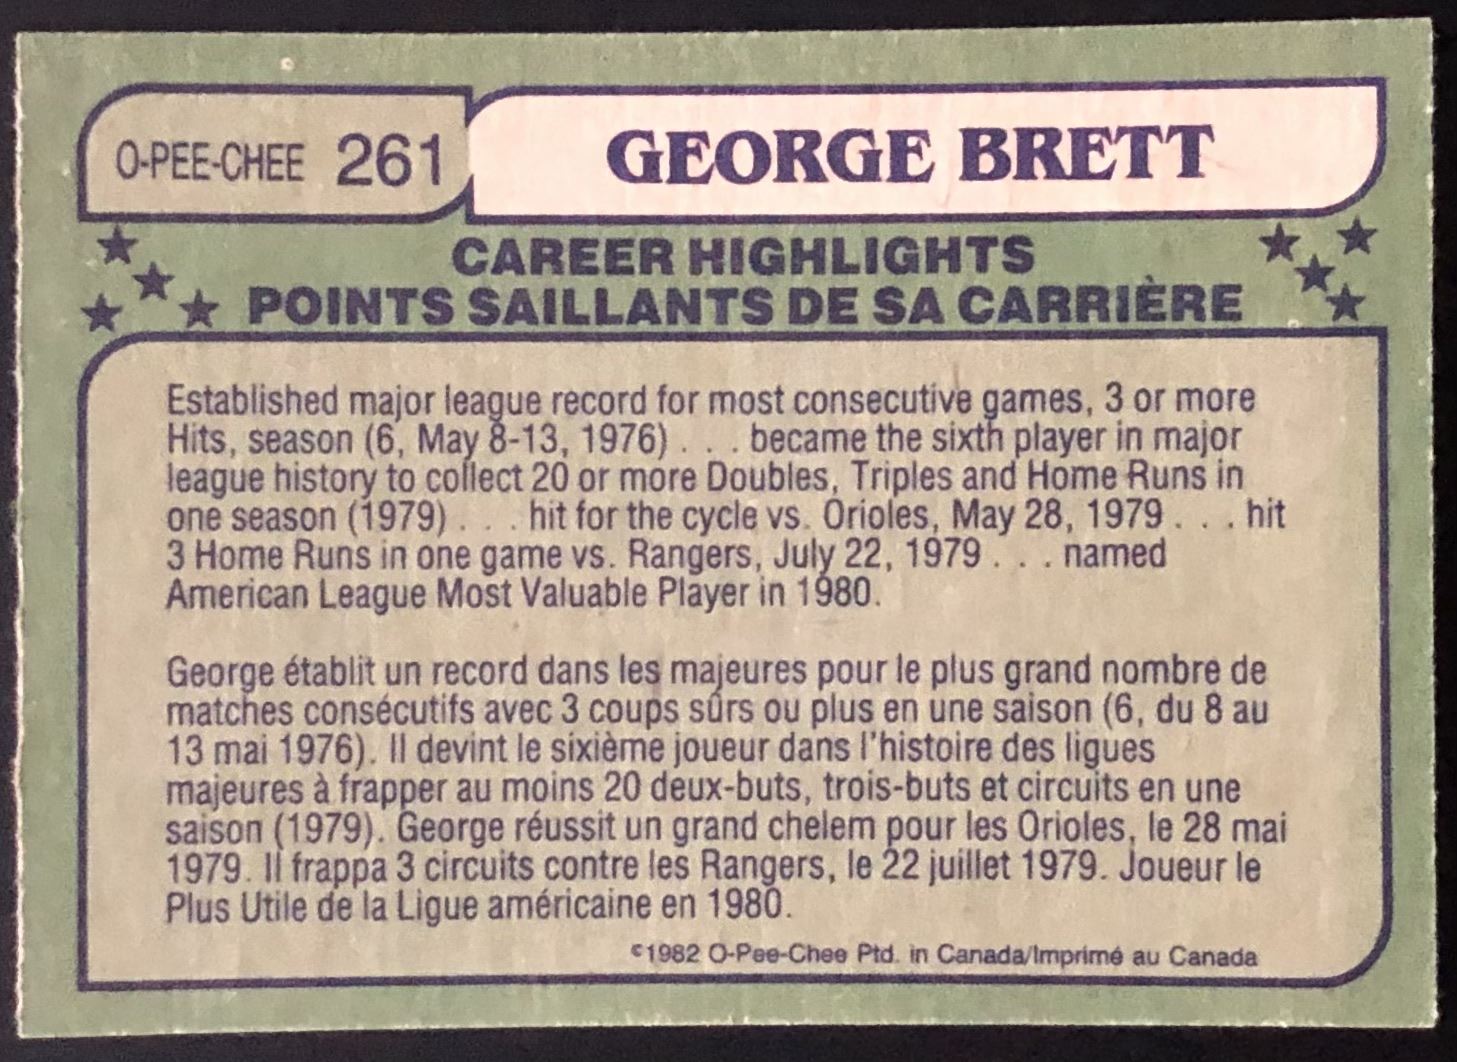 O-PEE-CHEE 261
GEORGE BRETT
CAREER HIGHLIGHTS
POINTS SAILLANTS DE SA CARRIÈRE
Established major league record for most consecutive games, 3 or more
Hits, season (6, May 8-13, 1976) . . . became the sixth player in major
league history to collect 20 or more Doubles, Triples and Home Runs in
one season (1979) . . . hit for the cycle vs. Orioles, May 28, 1979 . . . hit
3 Home Runs in one game vs. Rangers, July 22, 1979 . . . named
American League Most Valuable Player in 1980.
George établit un record dans les majeures pour le plus grand nombre de
matches consécutifs avec 3 coups sûrs ou plus en une saison (6, du 8 au
13 mai 1976). Il devint le sixième joueur dans l'histoire des ligues
majeures à frapper au moins 20 deux-buts, trois-buts et circuits en une
saison (1979). George réussit un grand chelem pour les Orioles, le 28 mai
1979. Il frappa 3 circuits contre les Rangers, le 22 juillet 1979. Joueur le
Plus Utile de la Ligue américaine en 1980.
©1982 O-Pee-Chee Ptd. in Canada/Imprimé au Canada